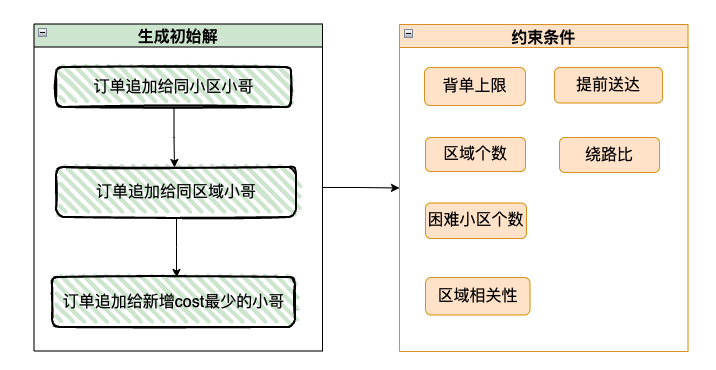 生成初始解
订单追加给同小区小哥
订单追加给同区域小哥
订单追加给新增cost最少的小哥
约束条件
背单上限
提前送达
区域个数
绕路比
困难小区个数
区域相关性